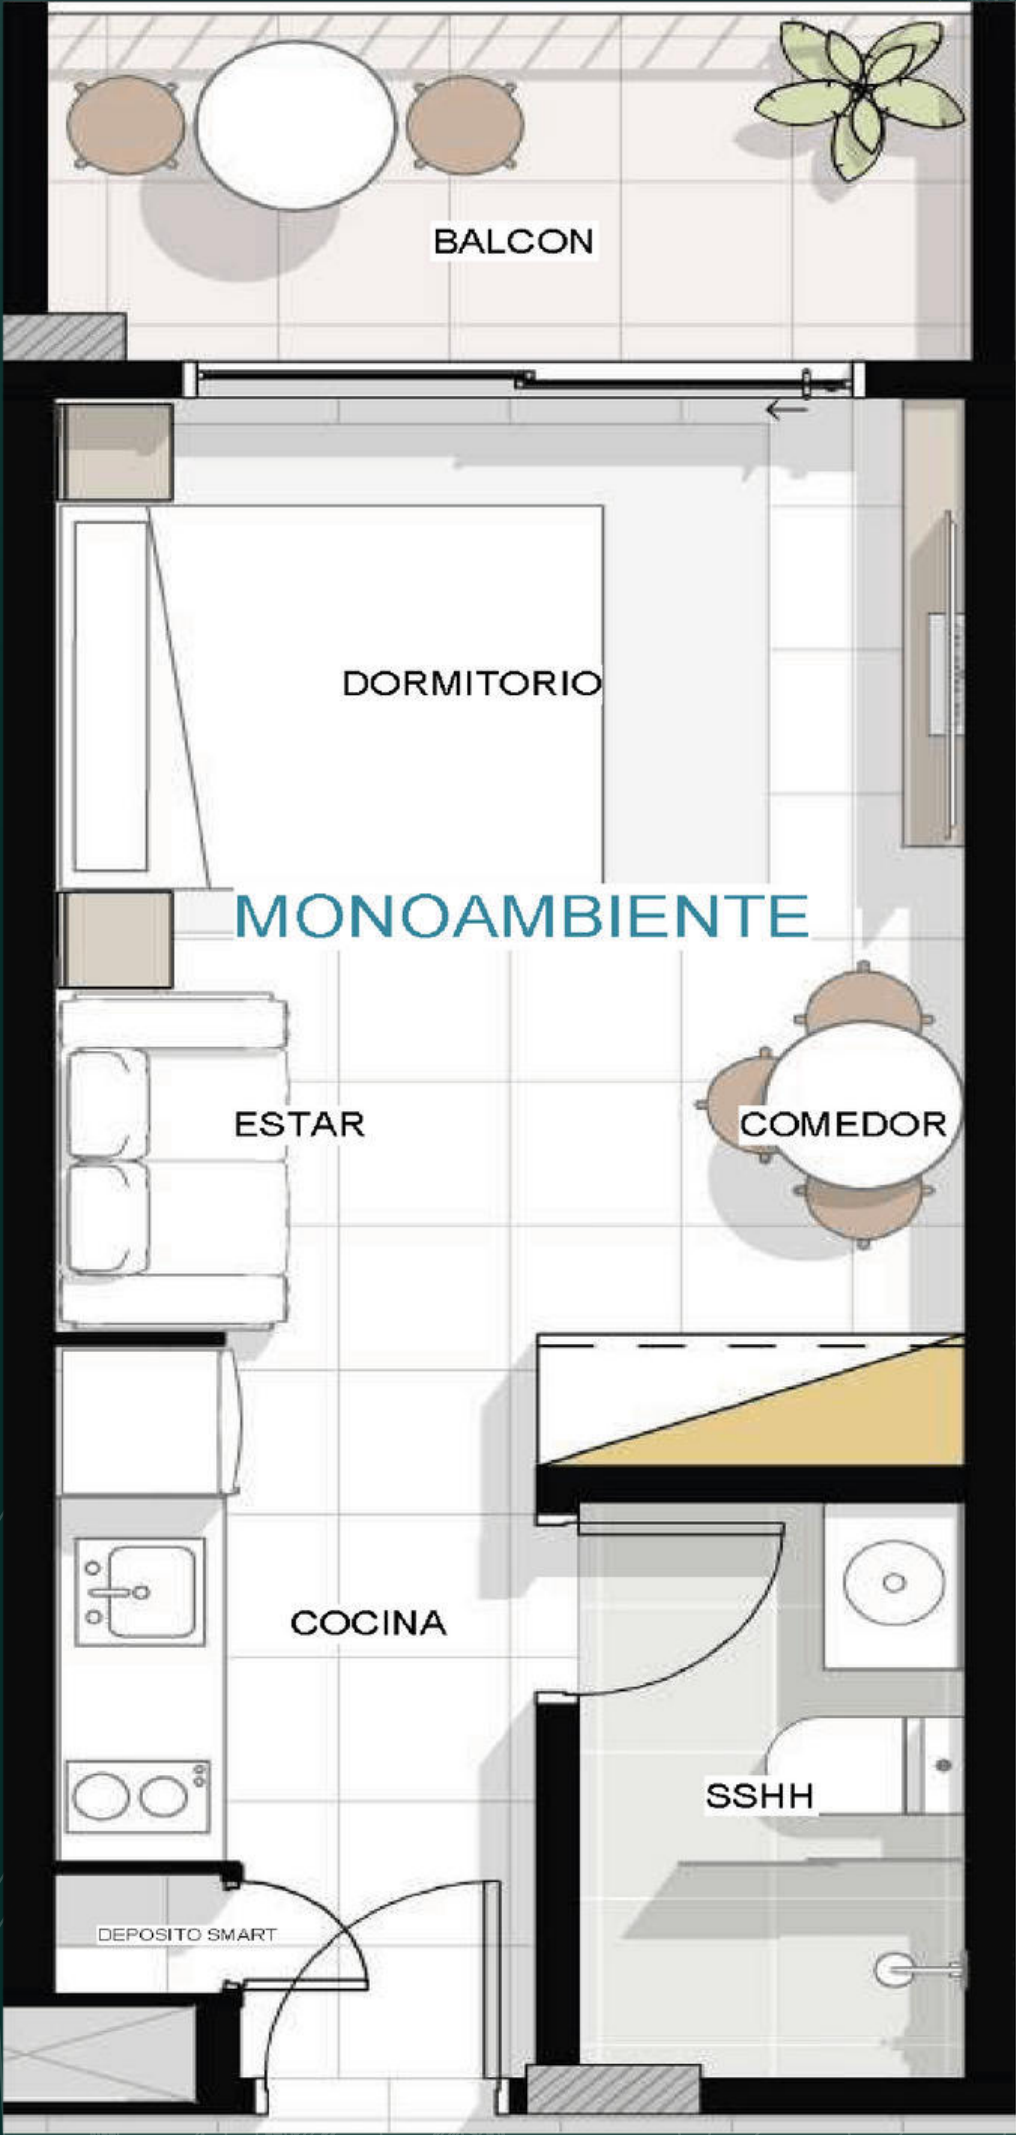 BALCON
DORMITORIO
MONOAMBIENTE
ESTAR
COMEDOR
COCINA
SSHH
DEPOSITO SMART